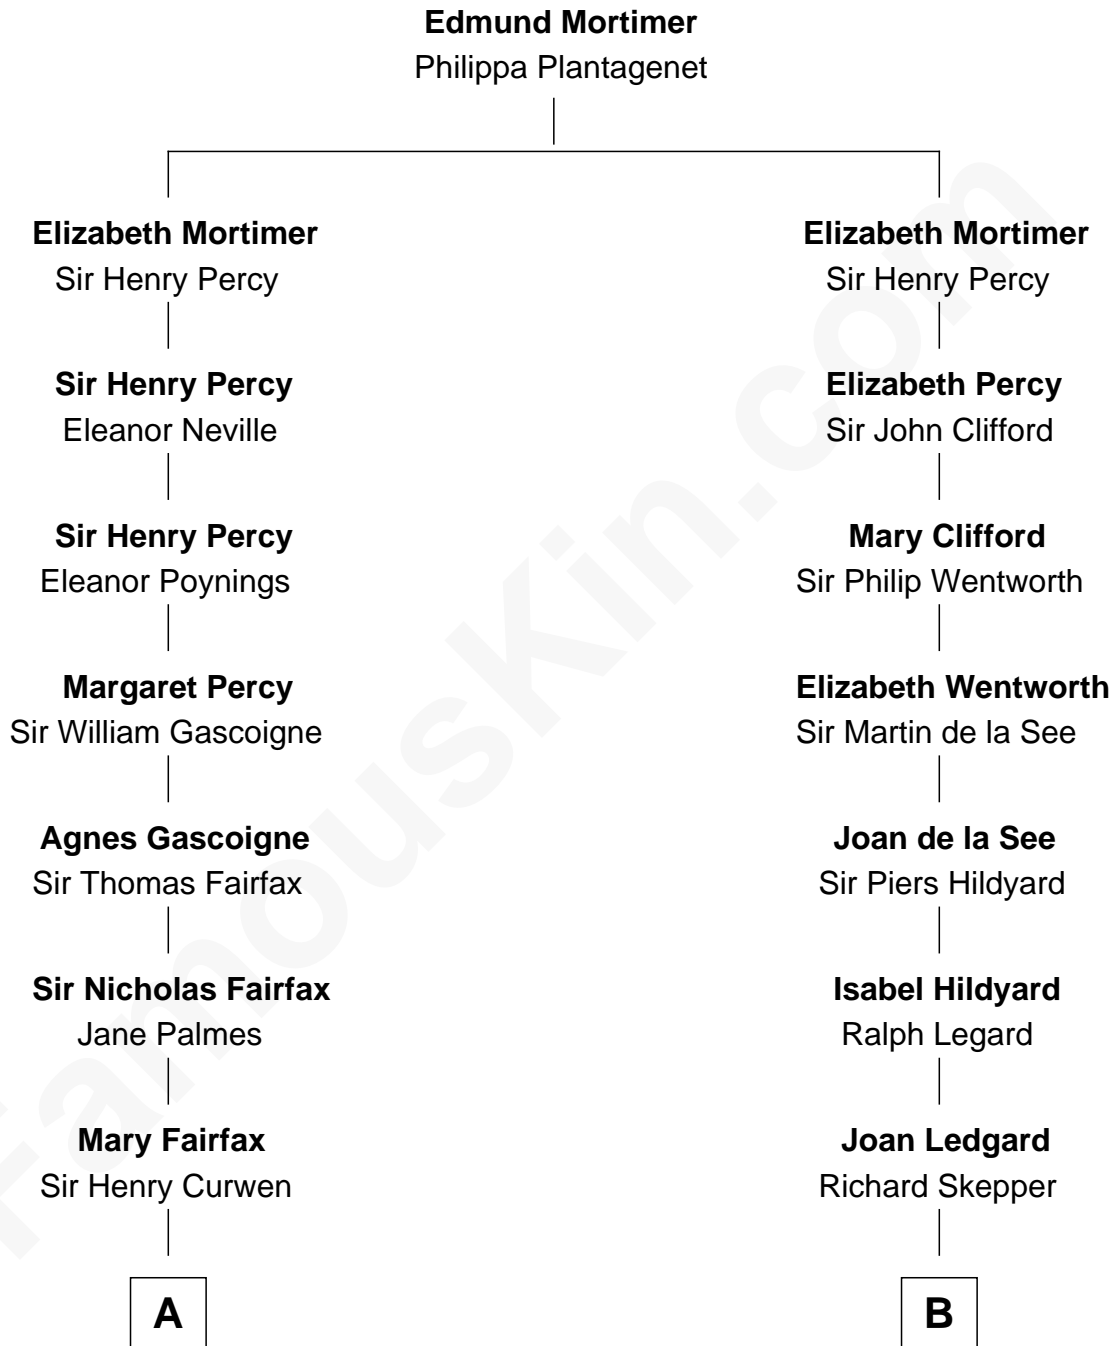 Edmund Mortimer
Philippa Plantagenet
Elizabeth Mortimer
Sir Henry Percy
Sir Henry Percy
Eleanor Neville
Sir Henry Percy
Eleanor Poynings
Margaret Percy
Sir William Gascoigne
Agnes Gascoigne
Sir Thomas Fairfax
Sir Nicholas Fairfax
Jane Palmes
Mary Fairfax
Sir Henry Curwen
A
Elizabeth Mortimer
Sir Henry Percy
Elizabeth Percy
Sir John Clifford
Mary Clifford
Sir Philip Wentworth
Elizabeth Wentworth
Sir Martin de la See
Joan de la See
Sir Piers Hildyard
Isabel Hildyard
Ralph Legard
Joan Ledgard
Richard Skepper
B
FamousKin.com